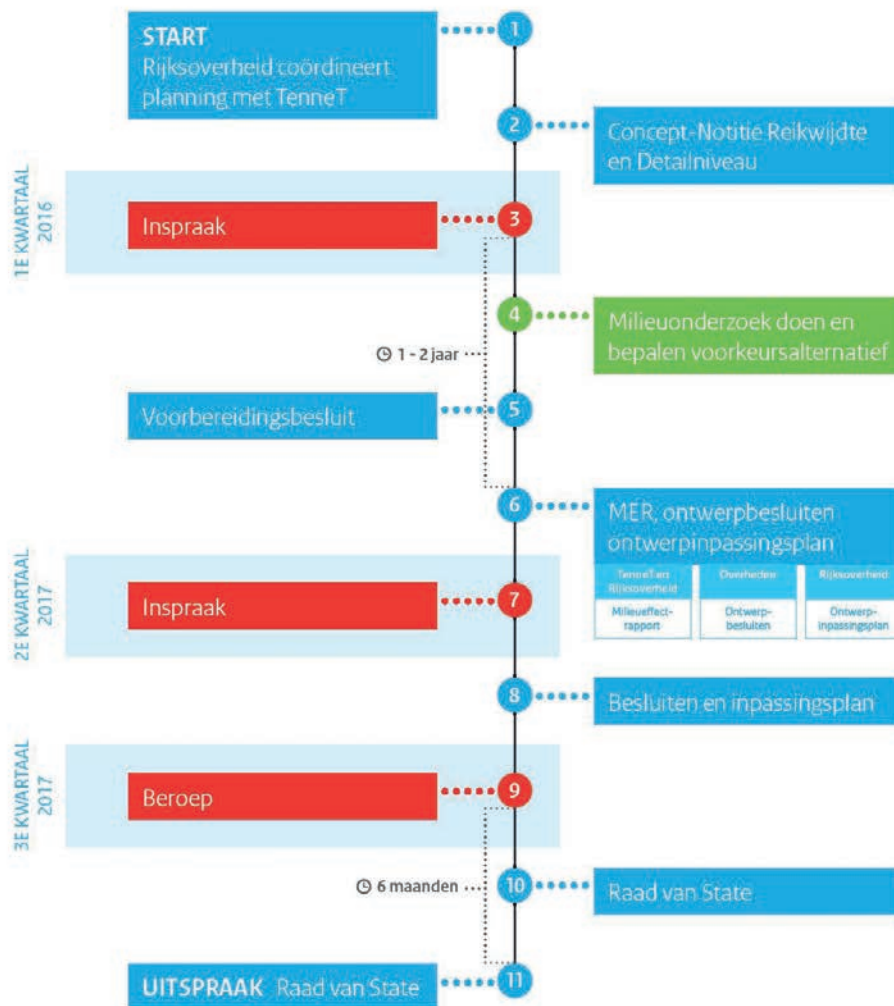 1
START
Rijksoverheid coördineert
planning met TenneT
2
Concept-Notitie Reikwijdte
en Detailniveau
1E KWARTAAL
2016
Inspraak
3
4
Milieuonderzoek doen en
bepalen voorkeursalternatief
1 - 2 jaar
Voorbereidingsbesluit
5
6
MER, ontwerpbesluiten
ontwerpinpassingsplan
TenneT en
Rijksoverheid
Milieueffect-
rapport
Overheden
Ontwerp-
besluiten
Rijksoverheid
Ontwerp-
inpassingsplan
2E KWARTAAL
2017
Inspraak
7
8
Besluiten en inpassingsplan
3E KWARTAAL
2017
Beroep
9
6 maanden
10
Raad van State
UITSPRAAK Raad van State
11